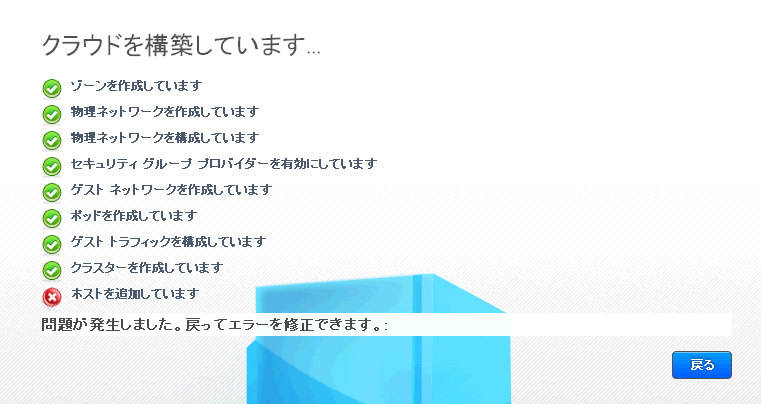 クラウドを構築しています...
ゾーンを作成しています
物理ネットワークを作成しています
物理ネットワークを構成しています
セキュリティ グループ プロバイダーを有効にしています
ゲスト ネットワークを作成しています
ポッドを作成しています
ゲスト トラフィックを構成しています
クラスターを作成しています
ホストを追加しています
問題が発生しました。戻ってエラーを修正できます。:
戻る